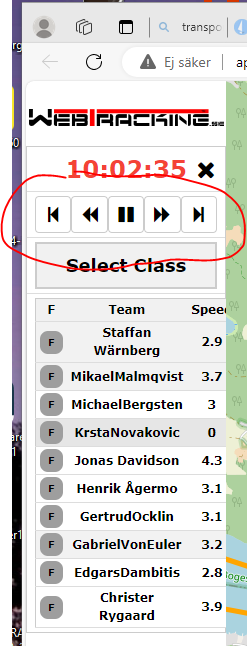 transpo
Ej säker
ap
WEBTRACKING.SE
10:02:35
Select Class
F Team Speed
Staffan
Wärnberg
F 2.9
F MikaelMalmqvist 3.7
F MichaelBergsten 3
F KrstaNovakovic 0
F Jonas Davidson 4.3
F Henrik Ågermo 3.1
F GertrudOcklin 3.1
F GabrielVonEuler 3.2
F EdgarsDambitis 2.8
Christer
Rygaard
F 3.9